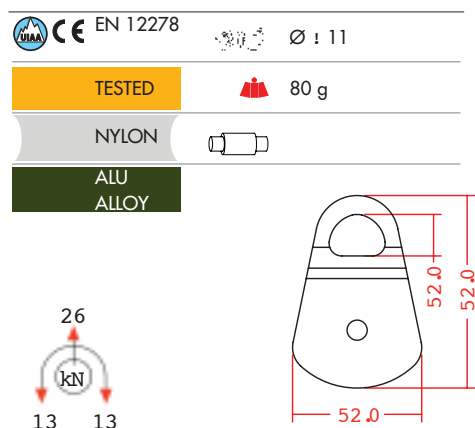 UIAA CE EN 12278
Ø ! 11
TESTED
80 g
NYLON
ALU
ALLOY
52.0
52.0
52.0
26
kN
13 13